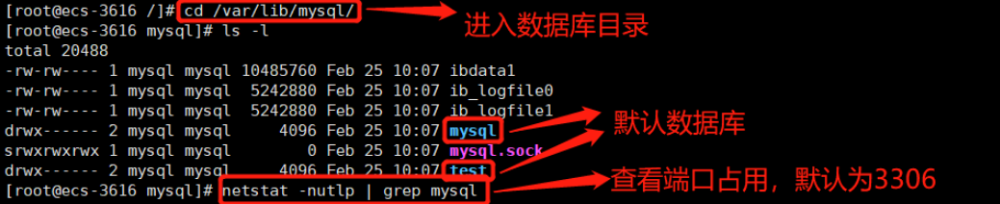 [root@ecs-3616 /]# cd /var/lib/mysql/
进入数据库目录
[root@ecs-3616 mysql]# ls -l
total 20488
-rw-rw---- 1 mysql mysql 10485760 Feb 25 10:07 ibdata1
-rw-rw---- 1 mysql mysql 5242880 Feb 25 10:07 ib_logfile0
-rw-rw---- 1 mysql mysql 5242880 Feb 25 10:07 ib_logfile1
drwx------ 2 mysql mysql 4096 Feb 25 10:07 mysql
默认数据库
srwxrwxrwx 1 mysql mysql 0 Feb 25 10:07 mysql.sock
drwx------ 2 mysql mysql 4096 Feb 25 10:07 test
[root@ecs-3616 mysql]# netstat -nutlp | grep mysql
查看端口占用，默认为3306